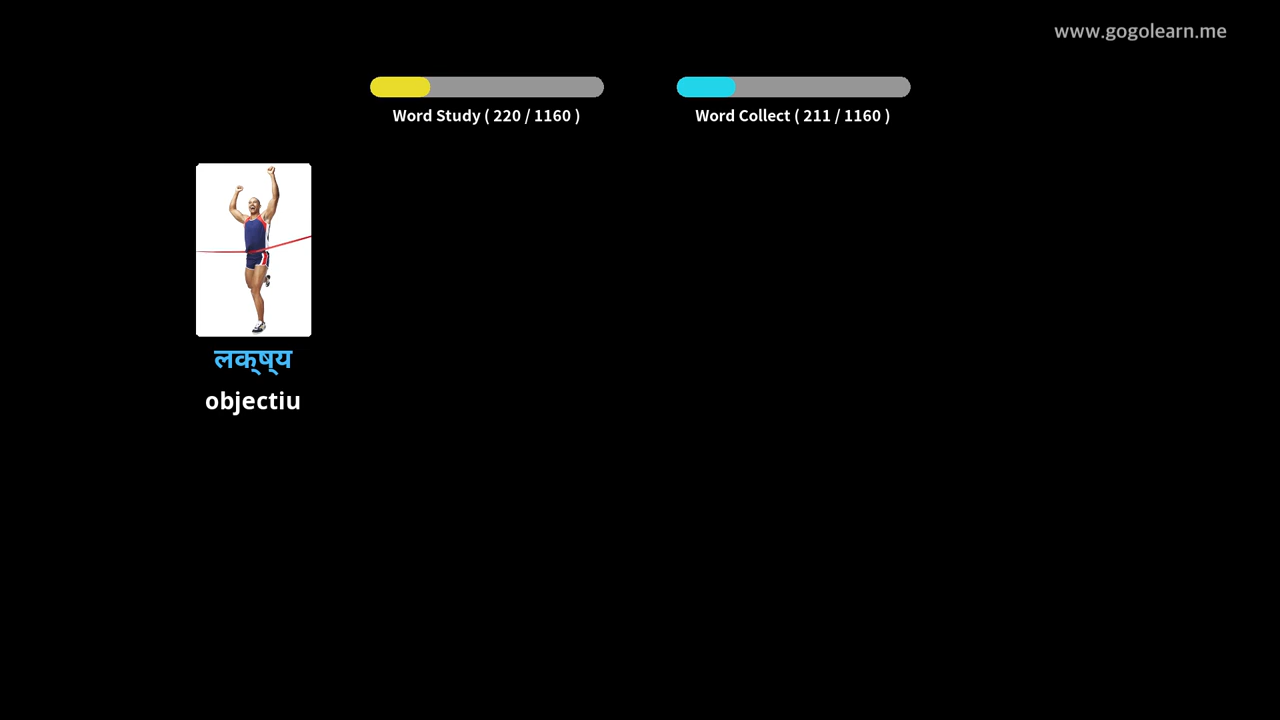 www.gogolearn.me
Word Study ( 220 / 1160 )
Word Collect ( 211 / 1160 )
लक्ष्य
objectiu